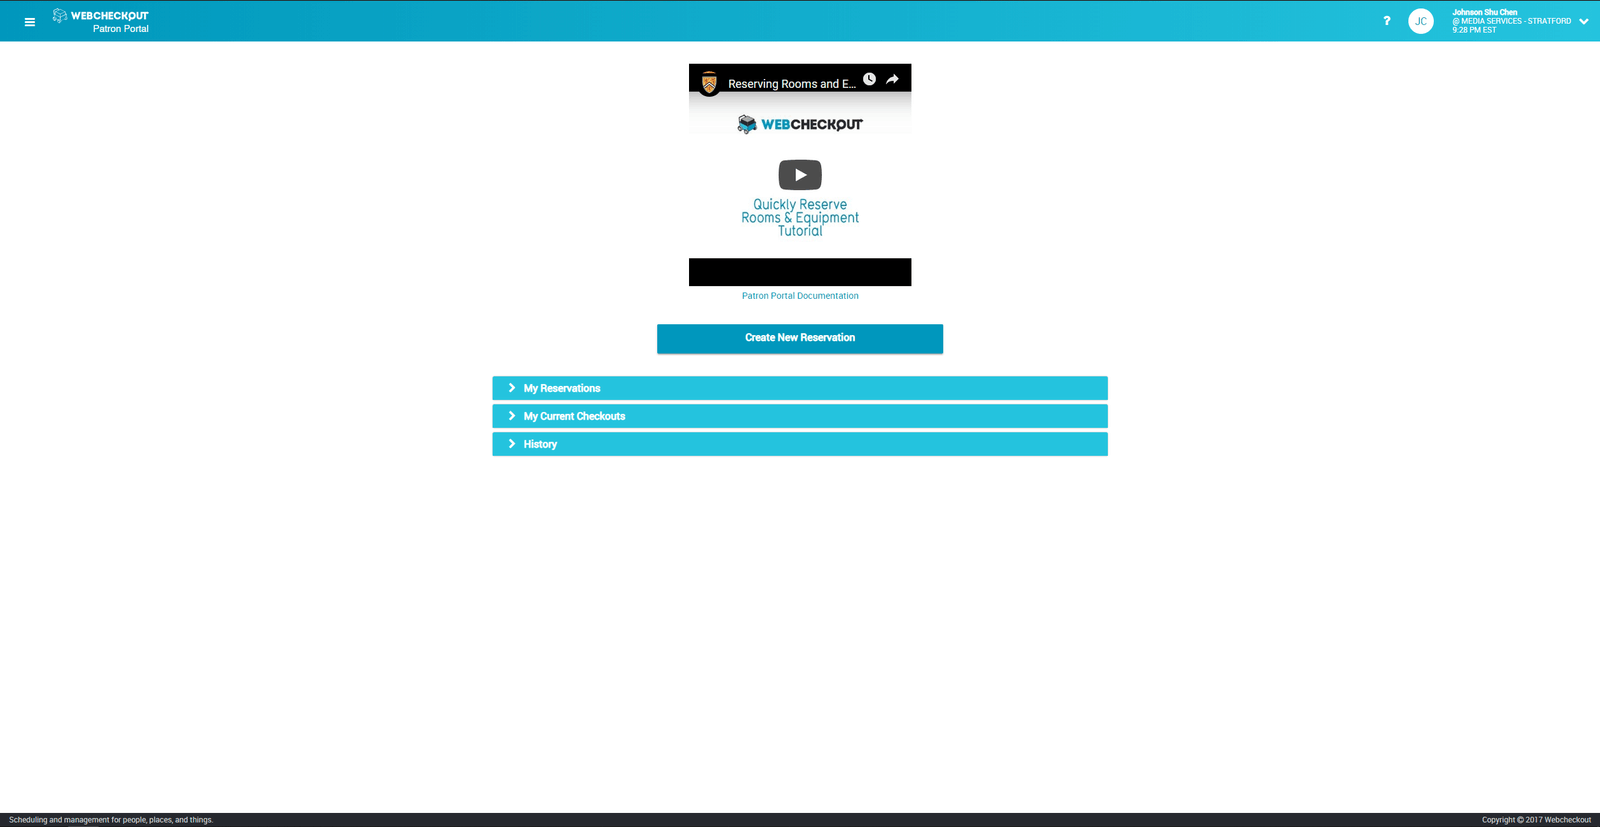 WEBCHECKOUT
Patron Portal
?
JC
Johnson Shu Chen
@ MEDIA SERVICES - STRATFORD
9:28 PM EST
Reserving Rooms and E...
WEBCHECKOUT
Quickly Reserve
Rooms & Equipment
Tutorial
Patron Portal Documentation
Create New Reservation
My Reservations
My Current Checkouts
History
Scheduling and management for people, places, and things.
Copyright © 2017 Webcheckout